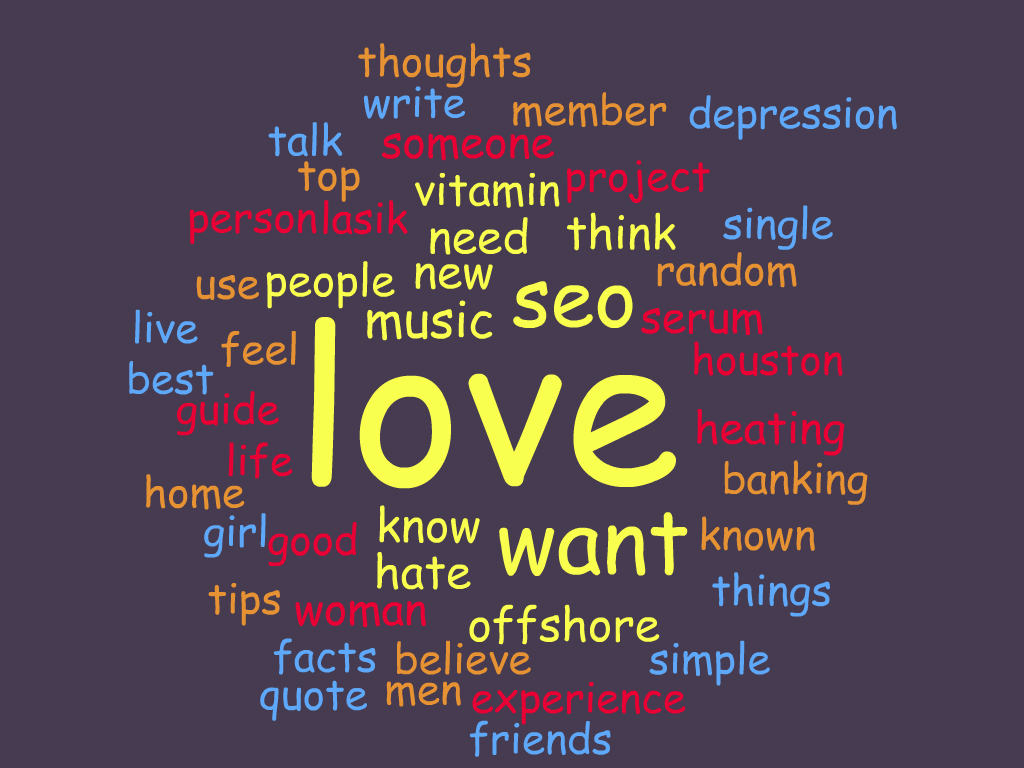 thoughts
write
member
depression
talk
someone
top
vitamin
project
personlasik
need
think
single
use
people
new
seo
random
live
feel
music
serum
best
love
houston
guide
heating
life
home
banking
girl
good
know
want
known
hate
tips
woman
offshore
things
facts
believe
simple
quote
men
experience
friends